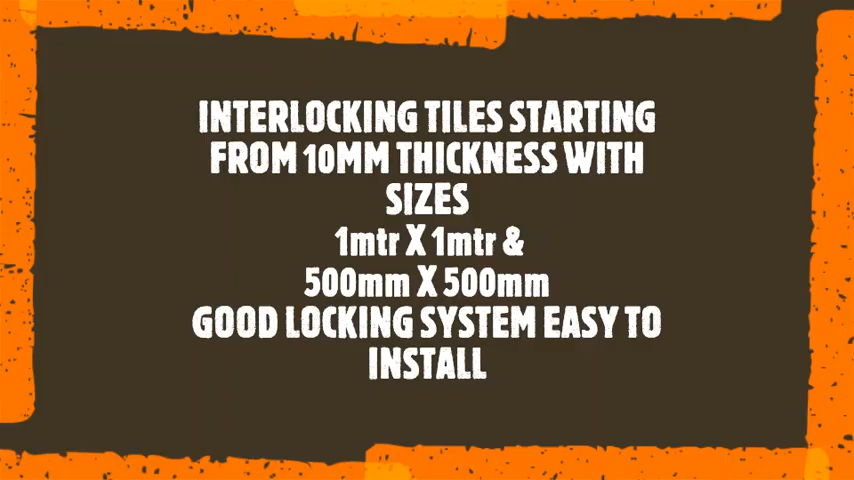 INTERLOCKING TILES STARTING
FROM 10MM THICKNESS WITH
SIZES
1mtr X 1mtr &
500mm X 500mm
GOOD LOCKING SYSTEM EASY TO
INSTALL